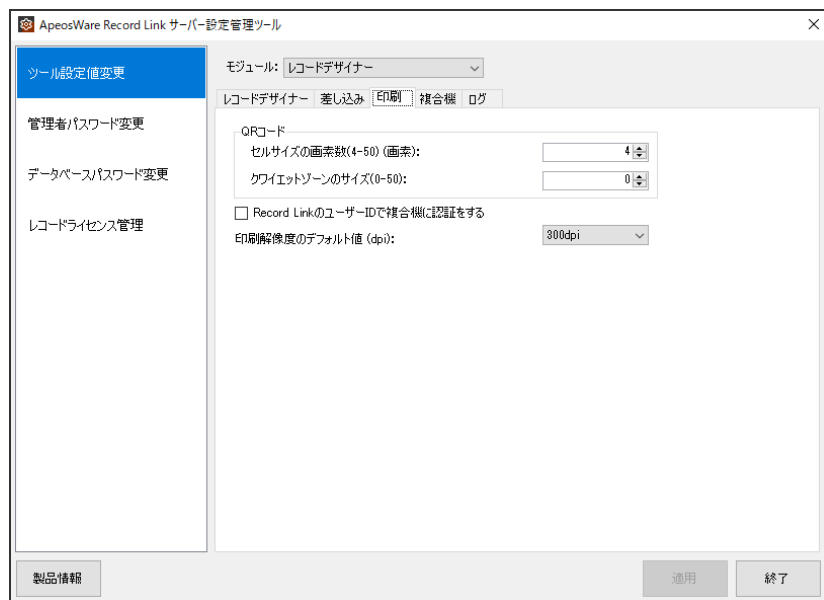 ApeosWare Record Link サーバー設定管理ツール
ツール設定値変更
管理者パスワード変更
データベースパスワード変更
レコードライセンス管理
モジュール: レコードデザイナー
レコードデザイナー 差し込み 印刷 複合機 ログ
QRコード
セルサイズの画素数(4-50) (画素): 4
クワイエットゾーンのサイズ(0-50): 0
Record LinkのユーザーIDで複合機に認証をする
印刷解像度のデフォルト値 (dpi): 300dpi
製品情報 適用 終了